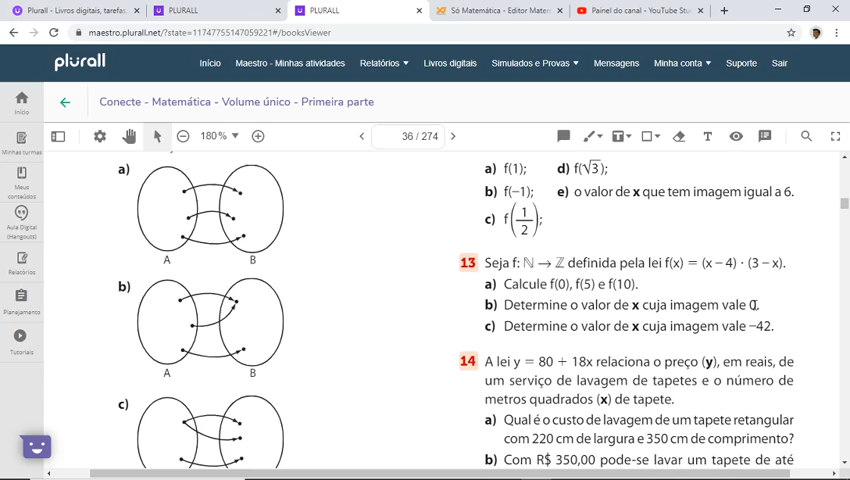 Plurall - Livros digitais, tarefas
PLURALL
PLURALL
Só Matemática - Editor Matem
Painel do canal - YouTube Stu
maestro.plurall.net/?state=11747755147059221#/booksViewer
plurall
Início
Maestro - Minhas atividades
Relatórios
Livros digitais
Simulados e Provas
Mensagens
Minha conta
Suporte
Sair
Início
Minhas turmas
Meus conteúdos
Aula Digital (Hangouts)
Relatórios
Planejamento
Tutoriais
Conecte - Matemática - Volume único - Primeira parte
180%
36 / 274
a)
A B
b)
A B
c)
a) f(1); d) f(√3);
b) f(−1); e) o valor de x que tem imagem igual a 6.
c) f(1/2);
13 Seja f: ℕ → ℤ definida pela lei f(x) = (x − 4) · (3 − x).
a) Calcule f(0), f(5) e f(10).
b) Determine o valor de x cuja imagem vale 0.
c) Determine o valor de x cuja imagem vale −42.
14 A lei y = 80 + 18x relaciona o preço (y), em reais, de
um serviço de lavagem de tapetes e o número de
metros quadrados (x) de tapete.
a) Qual é o custo de lavagem de um tapete retangular
com 220 cm de largura e 350 cm de comprimento?
b) Com R$ 350,00 pode-se lavar um tapete de até